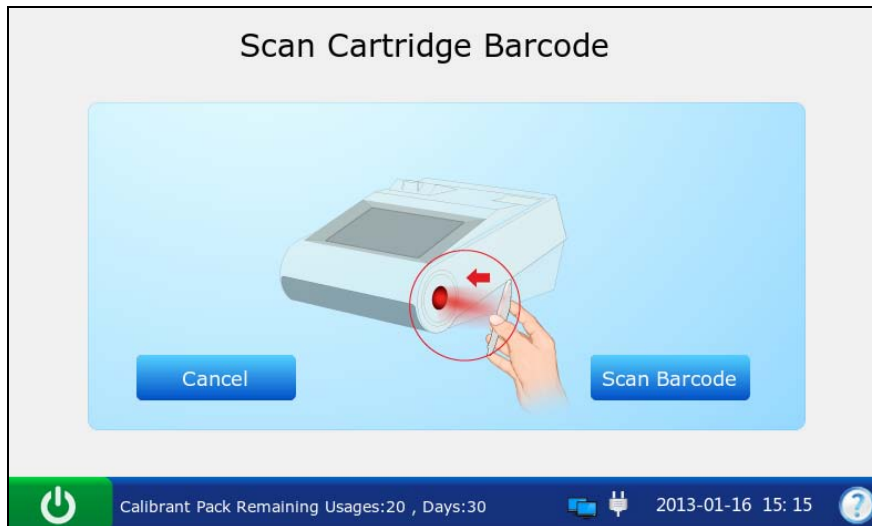 Scan Cartridge Barcode
Cancel
Scan Barcode
Calibrant Pack Remaining Usages:20 , Days:30
2013-01-16 15: 15
?